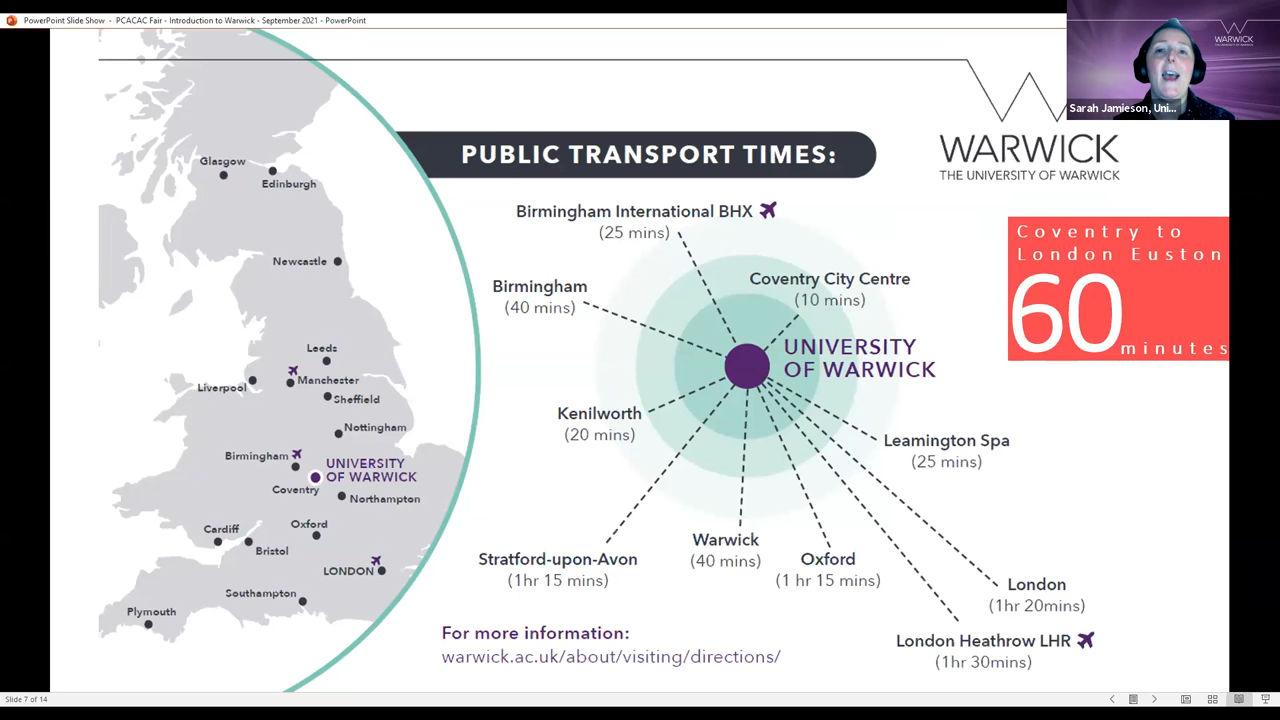 PowerPoint Slide Show - PCACAC Fair - Introduction to Warwick - September 2021 - PowerPoint
WARWICK
THE UNIVERSITY OF WARWICK
Sarah Jamieson, Uni...
PUBLIC TRANSPORT TIMES:
WARWICK
THE UNIVERSITY OF WARWICK
Glasgow
Edinburgh
Newcastle
Leeds
Liverpool
Manchester
Sheffield
Nottingham
Birmingham
UNIVERSITY
OF WARWICK
Coventry
Northampton
Cardiff
Oxford
Bristol
LONDON
Southampton
Plymouth
Birmingham International BHX
(25 mins)
Birmingham
(40 mins)
Coventry City Centre
(10 mins)
UNIVERSITY
OF WARWICK
Kenilworth
(20 mins)
Leamington Spa
(25 mins)
Stratford-upon-Avon
(1hr 15 mins)
Warwick
(40 mins)
Oxford
(1 hr 15 mins)
London
(1hr 20mins)
London Heathrow LHR
(1hr 30mins)
Coventry to
London Euston
60
minutes
For more information:
warwick.ac.uk/about/visiting/directions/
Slide 7 of 14